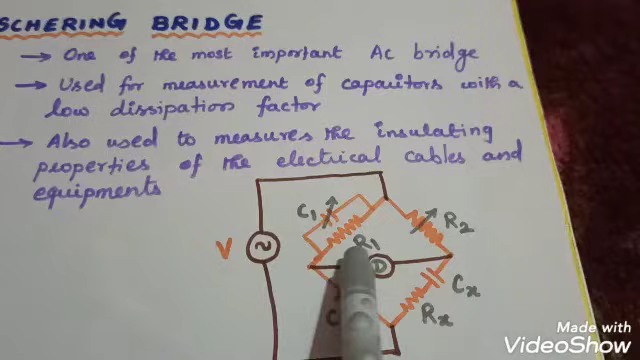 SCHERING BRIDGE
→ One of the most important Ac bridge
→ Used for measurement of capacitors with a
low dissipation factor
→ Also used to measures the insulating
properties of the electrical cables and
equipments
C1
R1
R2
V
D
C
Cx
Rx
Made with
VideoShow